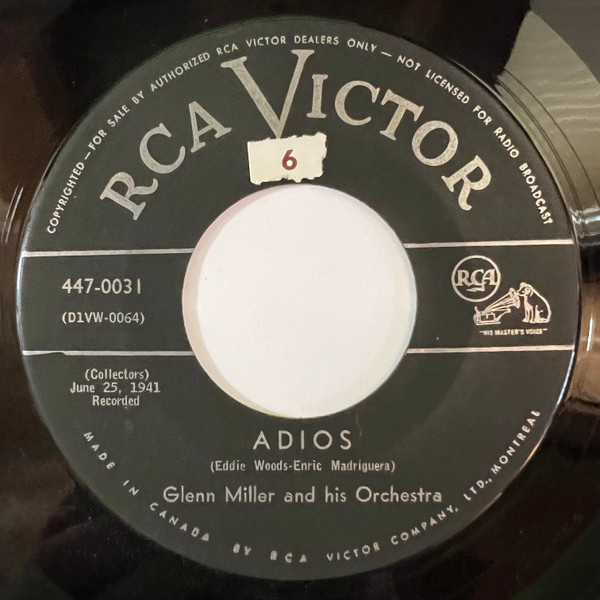 COPYRIGHTED—FOR SALE BY AUTHORIZED RCA VICTOR DEALERS ONLY—NOT LICENSED FOR RADIO BROADCAST
RCA VICTOR
6
447-0031
(D1VW-0064)
RCA
"HIS MASTER'S VOICE"
(Collectors)
June 25, 1941
Recorded
ADIOS
(Eddie Woods-Enric Madriguera)
Glenn Miller and his Orchestra
MADE IN CANADA BY RCA VICTOR COMPANY, LTD., MONTREAL